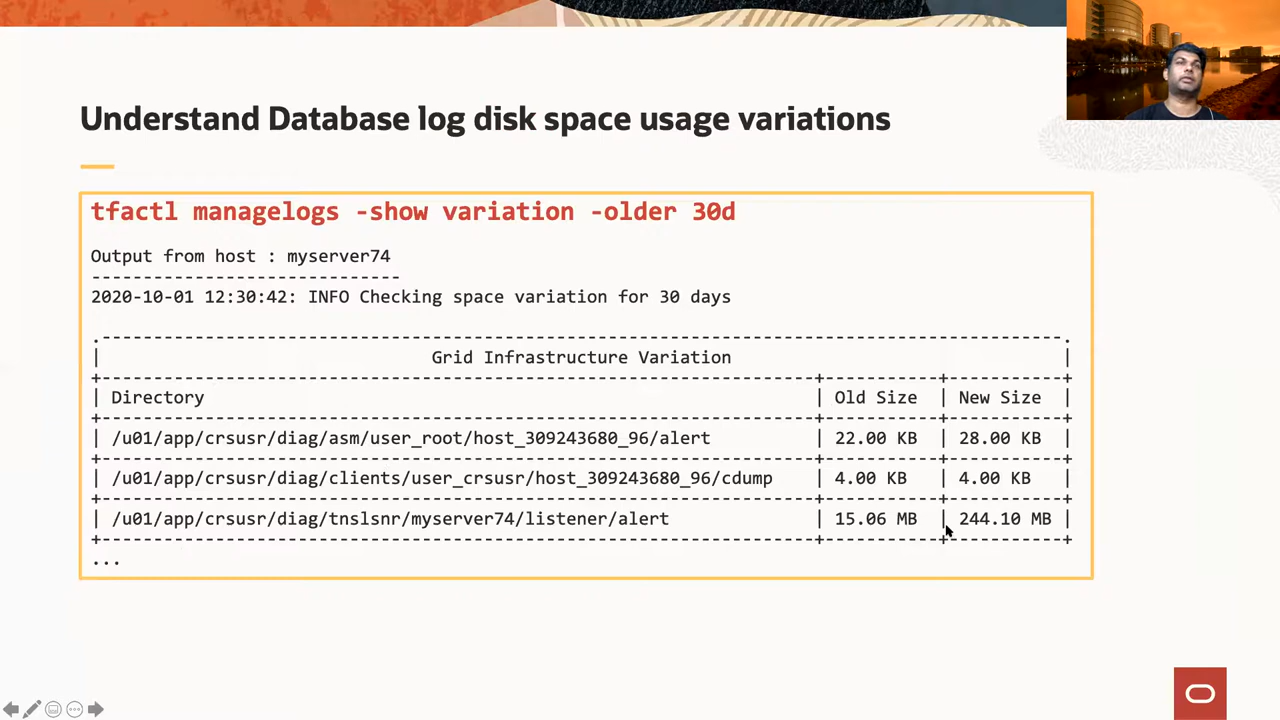 Understand Database log disk space usage variations
tfactl managelogs -show variation -older 30d
Output from host : myserver74
------------------------------
2020-10-01 12:30:42: INFO Checking space variation for 30 days
.---------------------------------------------------------------------------------------------.
| Grid Infrastructure Variation |
+---------------------------------------------------------------------+-----------+-----------+
| Directory | Old Size | New Size |
+---------------------------------------------------------------------+-----------+-----------+
| /u01/app/crsusr/diag/asm/user_root/host_309243680_96/alert | 22.00 KB | 28.00 KB |
+---------------------------------------------------------------------+-----------+-----------+
| /u01/app/crsusr/diag/clients/user_crsusr/host_309243680_96/cdump | 4.00 KB | 4.00 KB |
+---------------------------------------------------------------------+-----------+-----------+
| /u01/app/crsusr/diag/tnslsnr/myserver74/listener/alert | 15.06 MB | 244.10 MB |
+---------------------------------------------------------------------+-----------+-----------+
...